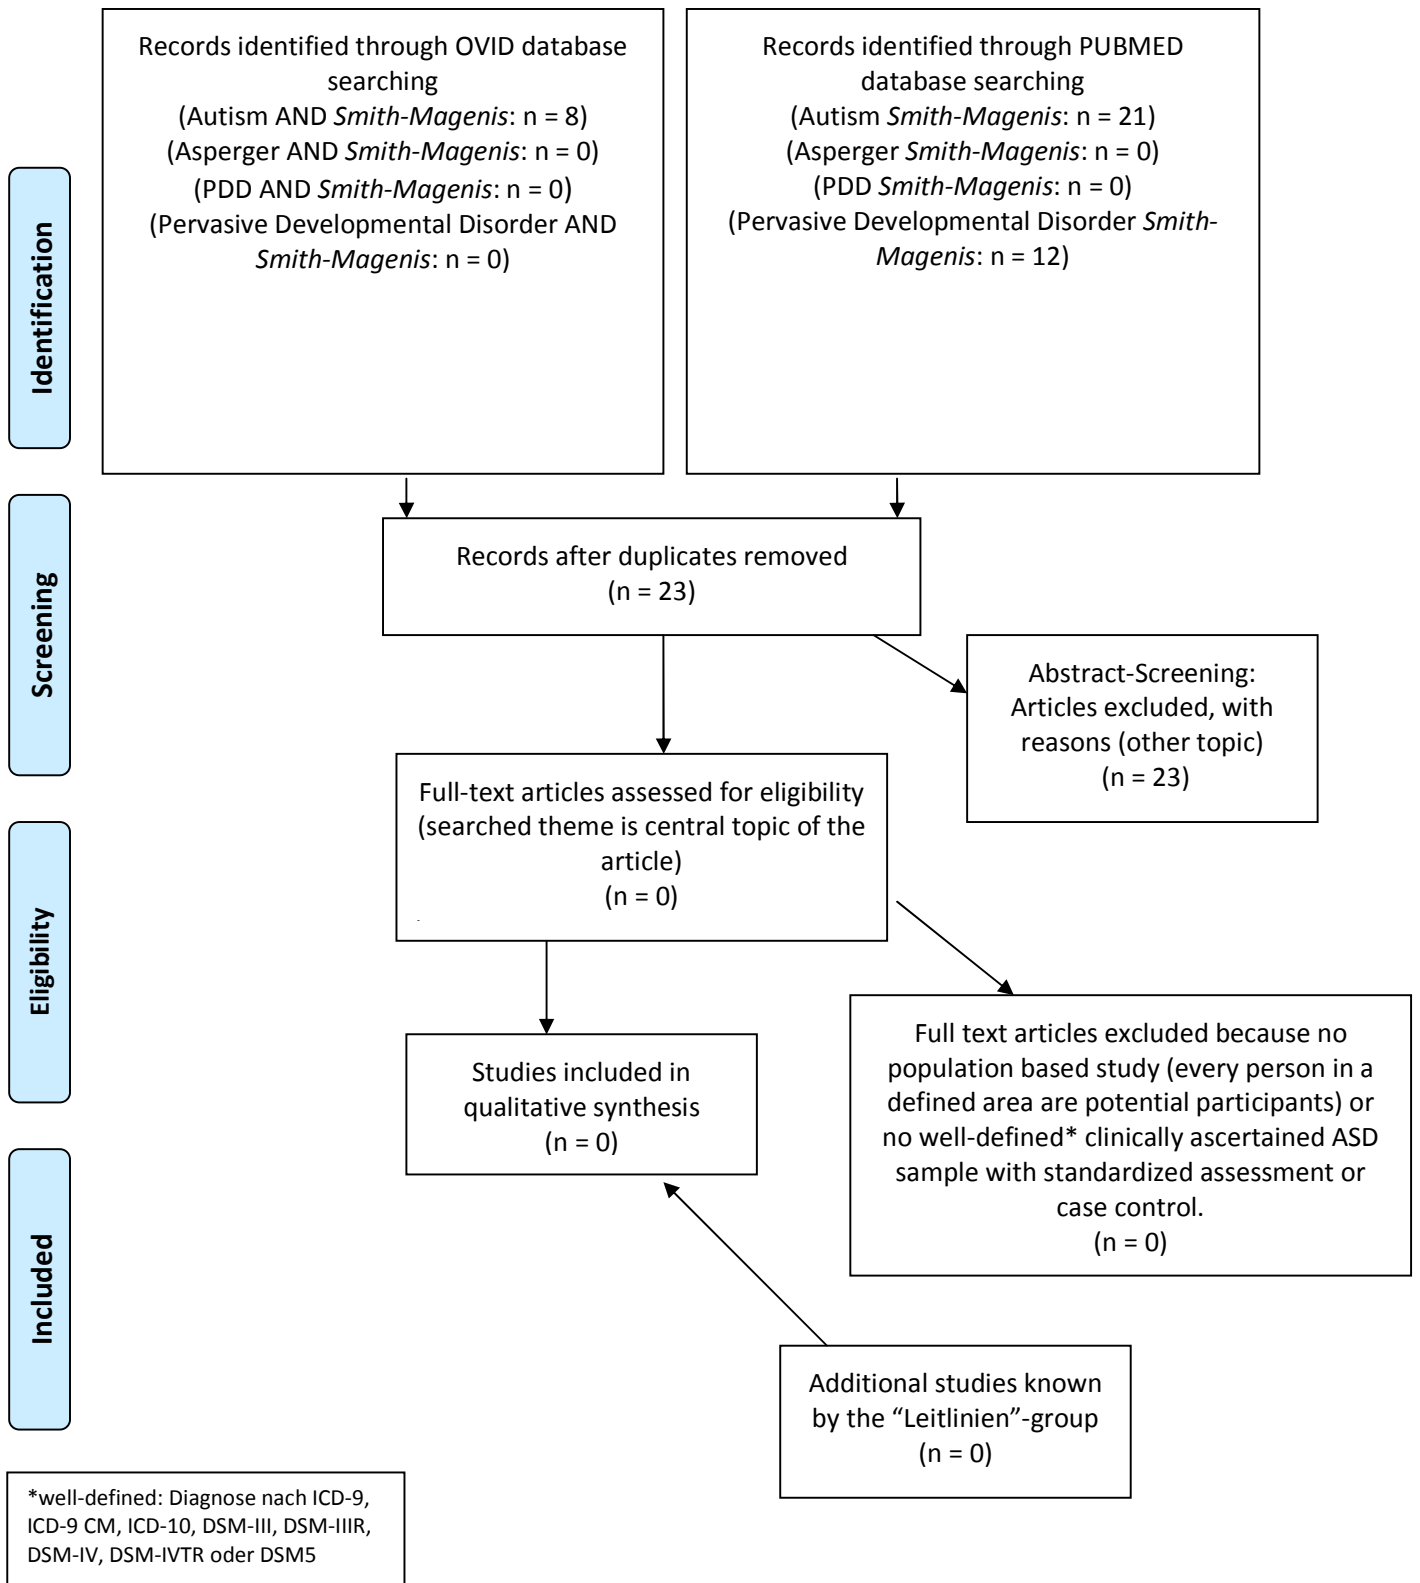 Records identified through OVID database
searching
(Autism AND Smith-Magenis: n = 8)
(Asperger AND Smith-Magenis: n = 0)
(PDD AND Smith-Magenis: n = 0)
(Pervasive Developmental Disorder AND
Smith-Magenis: n = 0)
Records identified through PUBMED
database searching
(Autism Smith-Magenis: n = 21)
(Asperger Smith-Magenis: n = 0)
(PDD Smith-Magenis: n = 0)
(Pervasive Developmental Disorder Smith-
Magenis: n = 12)
Identification
Records after duplicates removed
(n = 23)
Screening
Abstract-Screening:
Articles excluded, with
reasons (other topic)
(n = 23)
Full-text articles assessed for eligibility
(searched theme is central topic of the
article)
(n = 0)
Eligibility
Full text articles excluded because no
population based study (every person in a
defined area are potential participants) or
no well-defined* clinically ascertained ASD
sample with standardized assessment or
case control.
(n = 0)
Studies included in
qualitative synthesis
(n = 0)
Included
Additional studies known
by the “Leitlinien”-group
(n = 0)
*well-defined: Diagnose nach ICD-9,
ICD-9 CM, ICD-10, DSM-III, DSM-IIIR,
DSM-IV, DSM-IVTR oder DSM5